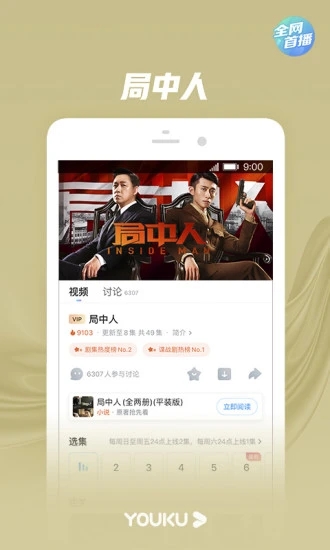 全网
首播
局中人
9:00
局中人
INSIDE MAN
视频 讨论 6307
VIP 局中人
9103 · 更新至8集 共49集 · 简介 >
剧集热度榜 No.2 谍战剧热榜 No.1
6307人参与讨论
局中人(全两册)(平装版)
小说 · 原著抢先看
立即阅读
选集 每周日至周五24点上线2集，每周六24点上线1集
2 3 4 5 6
YOUKU